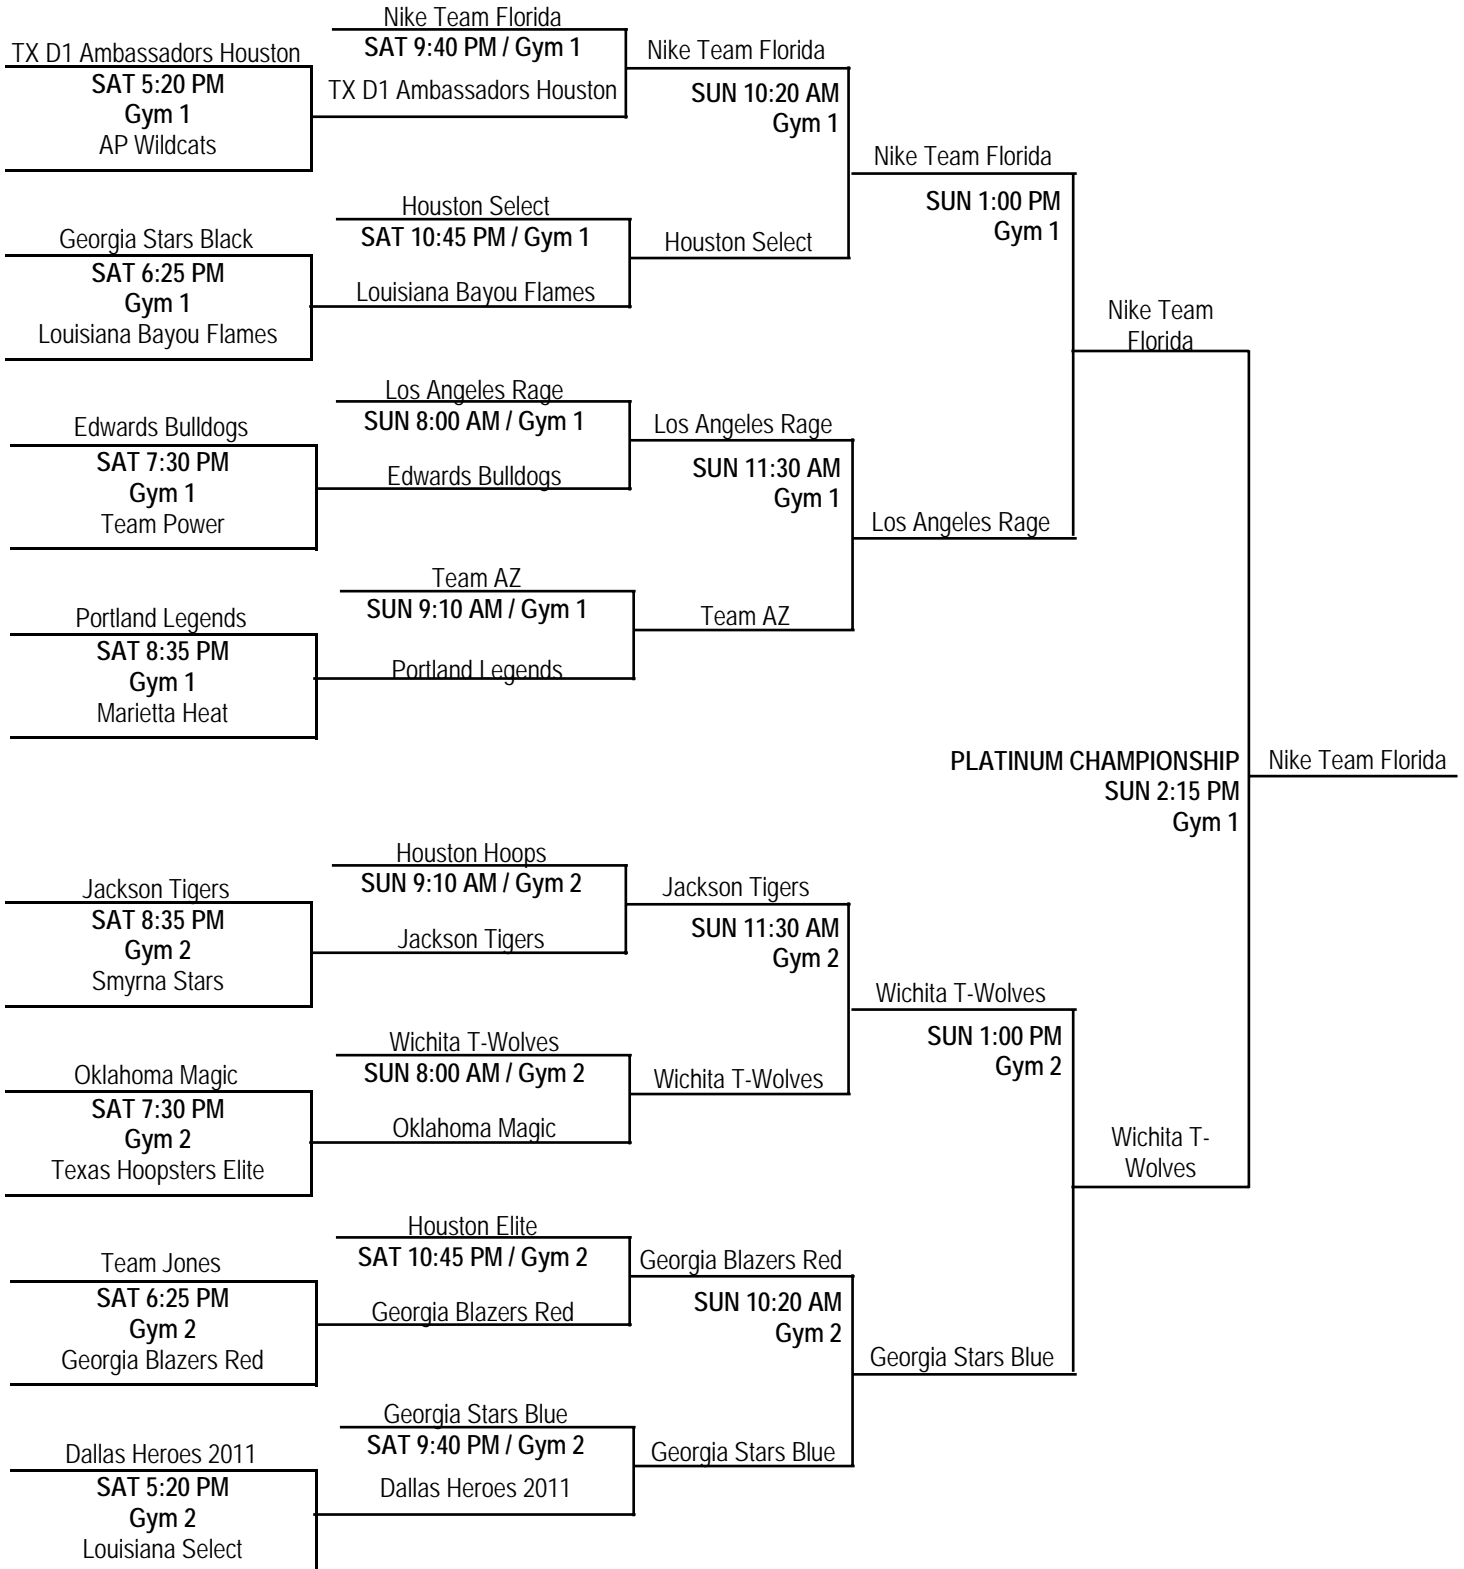 Nike Team Florida
TX D1 Ambassadors Houston
SAT 9:40 PM / Gym 1
Nike Team Florida
SAT 5:20 PM
Gym 1
AP Wildcats
TX D1 Ambassadors Houston
SUN 10:20 AM
Gym 1
Nike Team Florida
Houston Select
SUN 1:00 PM
Gym 1
Georgia Stars Black
SAT 10:45 PM / Gym 1
Houston Select
SAT 6:25 PM
Gym 1
Louisiana Bayou Flames
Louisiana Bayou Flames
Nike Team
Florida
Los Angeles Rage
Edwards Bulldogs
SUN 8:00 AM / Gym 1
Los Angeles Rage
SAT 7:30 PM
Gym 1
Team Power
Edwards Bulldogs
SUN 11:30 AM
Gym 1
Los Angeles Rage
Team AZ
Portland Legends
SUN 9:10 AM / Gym 1
Team AZ
SAT 8:35 PM
Gym 1
Marietta Heat
Portland Legends
PLATINUM CHAMPIONSHIP
SUN 2:15 PM
Gym 1
Nike Team Florida
Houston Hoops
Jackson Tigers
SUN 9:10 AM / Gym 2
Jackson Tigers
SAT 8:35 PM
Gym 2
Smyrna Stars
Jackson Tigers
SUN 11:30 AM
Gym 2
Wichita T-Wolves
Wichita T-Wolves
SUN 1:00 PM
Gym 2
Oklahoma Magic
SUN 8:00 AM / Gym 2
Wichita T-Wolves
SAT 7:30 PM
Gym 2
Texas Hoopsters Elite
Oklahoma Magic
Wichita T-
Wolves
Houston Elite
Team Jones
SAT 10:45 PM / Gym 2
Georgia Blazers Red
SAT 6:25 PM
Gym 2
Georgia Blazers Red
Georgia Blazers Red
SUN 10:20 AM
Gym 2
Georgia Stars Blue
Georgia Stars Blue
Dallas Heroes 2011
SAT 9:40 PM / Gym 2
Georgia Stars Blue
SAT 5:20 PM
Gym 2
Louisiana Select
Dallas Heroes 2011